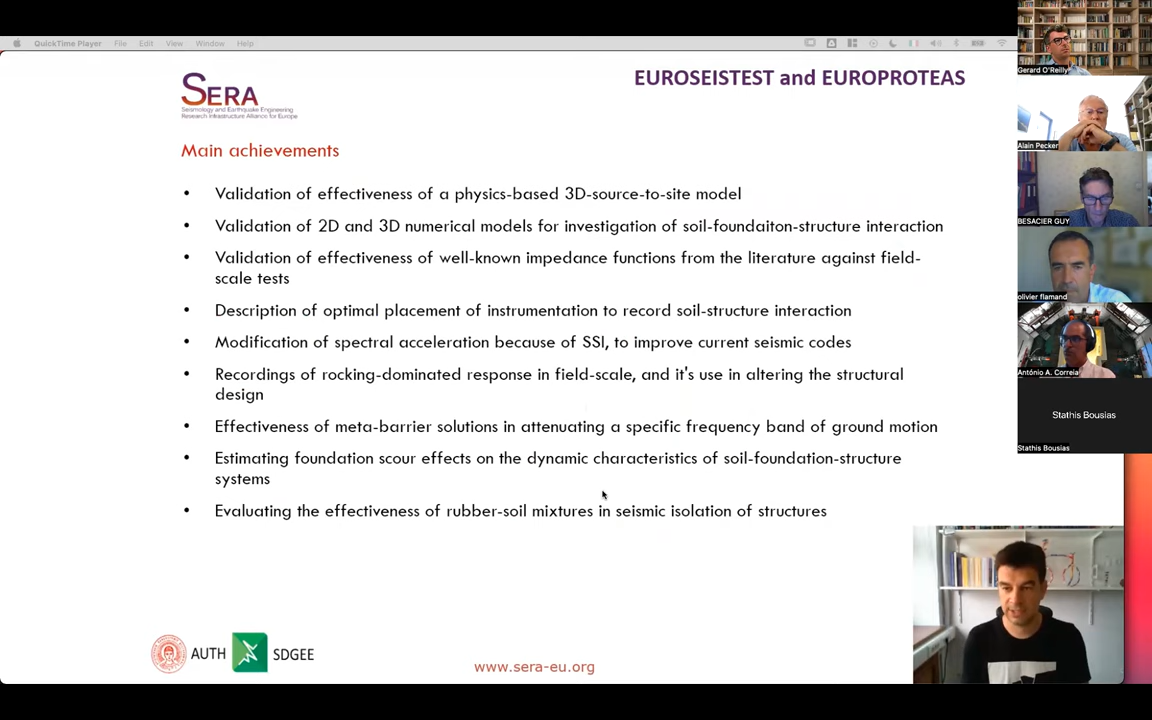 QuickTime Player File Edit View Window Help
SERA
Seismology and Earthquake Engineering
Research Infrastructure Alliance for Europe
EUROSEISTEST and EUROPROTEAS
Main achievements
• Validation of effectiveness of a physics-based 3D-source-to-site model
• Validation of 2D and 3D numerical models for investigation of soil-foundaiton-structure interaction
• Validation of effectiveness of well-known impedance functions from the literature against field-
scale tests
• Description of optimal placement of instrumentation to record soil-structure interaction
• Modification of spectral acceleration because of SSI, to improve current seismic codes
• Recordings of rocking-dominated response in field-scale, and it's use in altering the structural
design
• Effectiveness of meta-barrier solutions in attenuating a specific frequency band of ground motion
• Estimating foundation scour effects on the dynamic characteristics of soil-foundation-structure
systems
• Evaluating the effectiveness of rubber-soil mixtures in seismic isolation of structures
AUTH
SDGEE
www.sera-eu.org
Gerard O'Reilly
Alain Pecker
BESACIER GUY
olivier flamand
António A. Correia
Stathis Bousias
Stathis Bousias